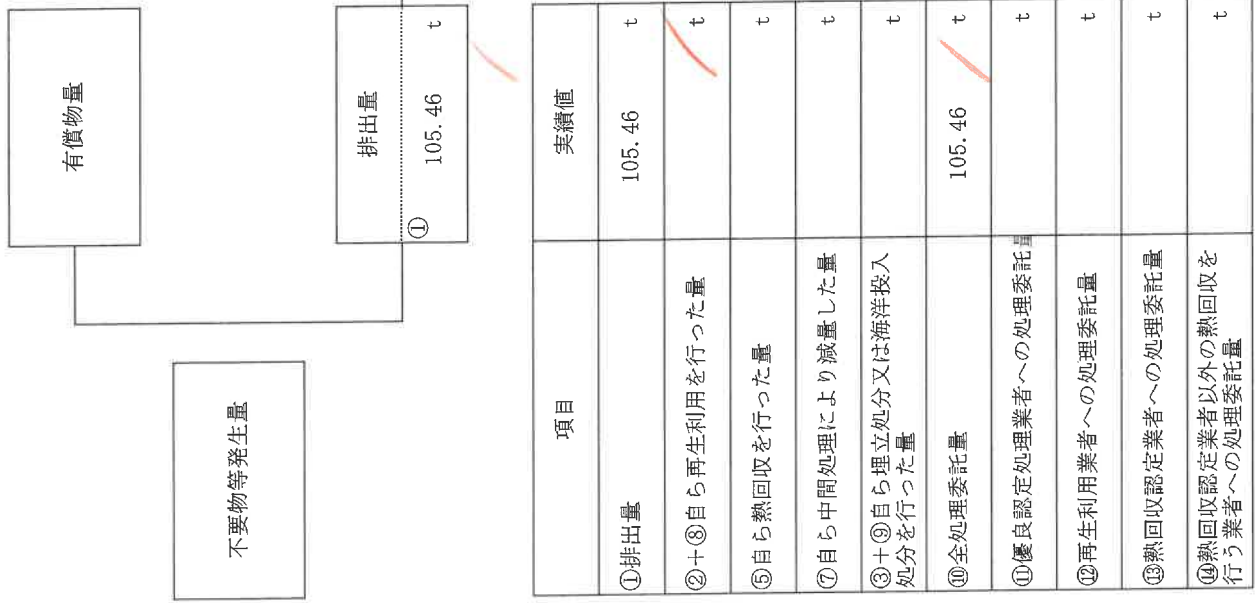 不要物等発生量
有償物量
排出量
① 105.46 t
項目 実績値
①排出量 105.46 t
②+⑧自ら再生利用を行った量 t
⑤自ら熱回収を行った量 t
⑦自ら中間処理により減量した量 t
③+⑨自ら埋立処分又は海洋投入
処分を行った量 t
⑩全処理委託量 105.46 t
⑪優良認定処理業者への処理委託量 t
⑫再生利用業者への処理委託量 t
⑬熱回収認定業者への処理委託量 t
⑭熱回収認定業者以外の熱回収を
行う業者への処理委託量 t